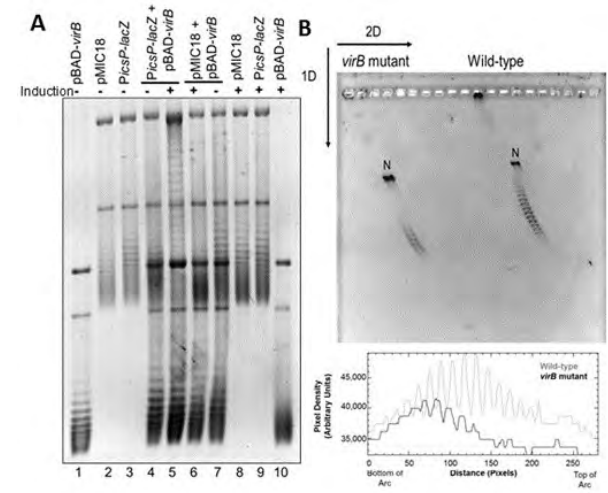 A
pBAD-virB
pMIC18
PicsP-lacZ
PicsP-lacZ +
pBAD-virB
pMIC18 +
pBAD-virB
pMIC18
PicsP-lacZ
pBAD-virB
Induction
- - - - + - + + + +
1 2 3 4 5 6 7 8 9 10
B
2D
1D
virB mutant Wild-type
N N
Pixel Density
(Arbitrary Units)
45,000
40,000
35,000
Wild-type
virB mutant
0 50 100 150 200 250
Bottom of
Arc
Distance (Pixels)
Top of
Arc